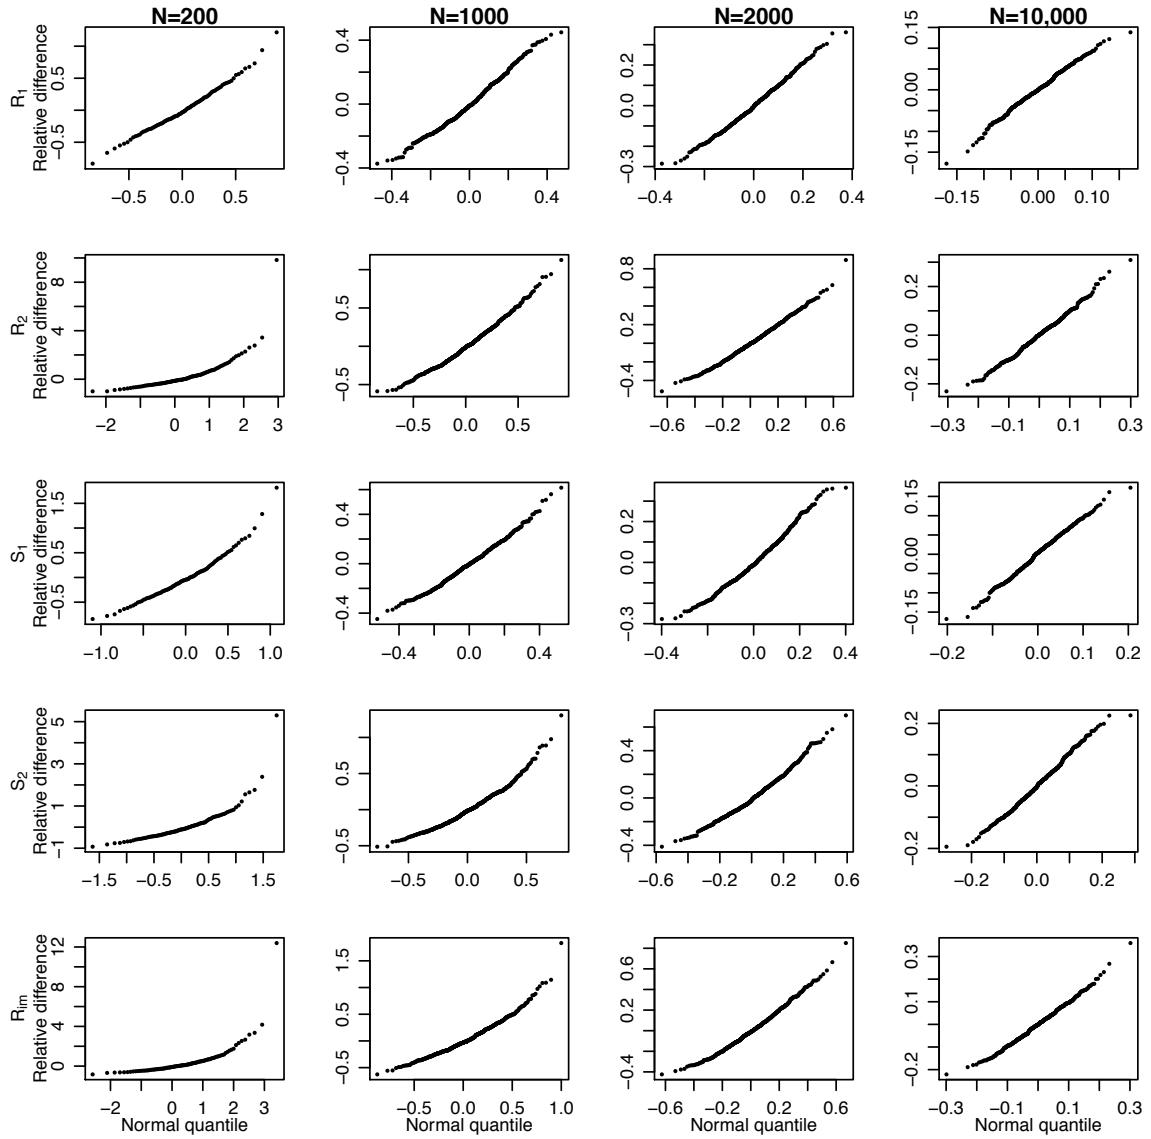 N=200 N=1000 N=2000 N=10,000
R1
Relative difference
−0.5 0.5
−0.5 0.0 0.5
−0.4 0.0 0.4
−0.4 0.0 0.4
−0.3 0.0 0.2
−0.4 0.0 0.4
−0.15 0.00 0.15
−0.15 0.00 0.10
R2
Relative difference
0 4 8
−2 0 1 2 3
−0.5 0.5
−0.5 0.0 0.5
−0.4 0.2 0.8
−0.6 −0.2 0.2 0.6
−0.2 0.0 0.2
−0.3 −0.1 0.1 0.3
S1
Relative difference
−0.5 0.5 1.5
−1.0 0.0 0.5 1.0
−0.4 0.0 0.4
−0.4 0.0 0.4
−0.3 0.0 0.2
−0.4 0.0 0.2 0.4
−0.15 0.00 0.15
−0.2 0.0 0.1 0.2
S2
Relative difference
−1 1 3 5
−1.5 −0.5 0.5 1.5
−0.5 0.5
−0.5 0.0 0.5
−0.4 0.0 0.4
−0.6 −0.2 0.2 0.6
−0.2 0.0 0.2
−0.2 0.0 0.2
Rim
Relative difference
0 4 8 12
−2 0 1 2 3
−0.5 0.5 1.5
−0.5 0.0 0.5 1.0
−0.4 0.2 0.6
−0.6 −0.2 0.2 0.6
−0.2 0.1 0.3
−0.3 −0.1 0.1 0.3
Normal quantile Normal quantile Normal quantile Normal quantile